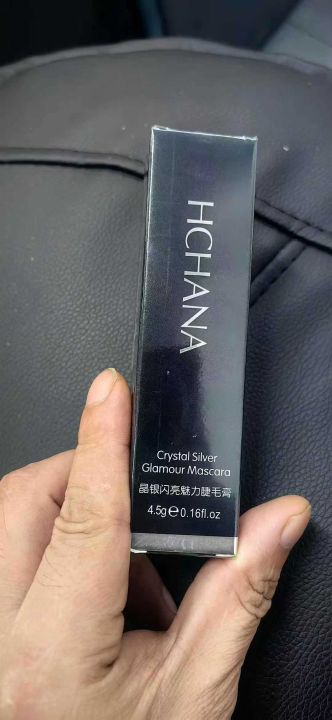 HCHANA
Crystal Silver
Glamour Mascara
晶银闪亮魅力睫毛膏
4.5g℮0.16fl.oz